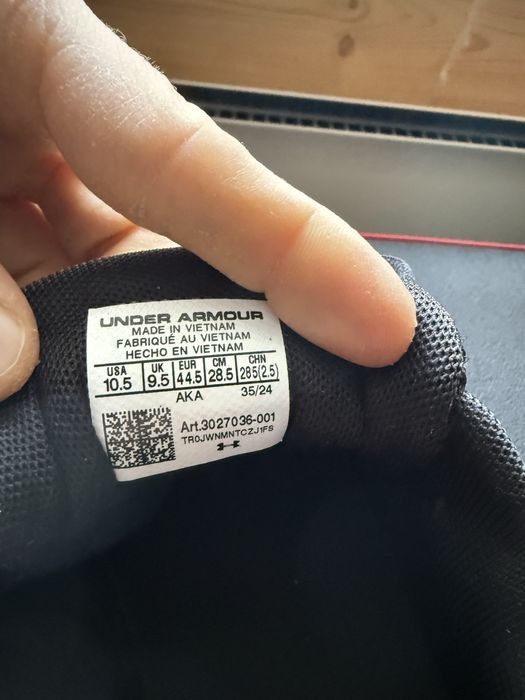 UNDER ARMOUR
MADE IN VIETNAM
FABRIQUÉ AU VIETNAM
HECHO EN VIETNAM
USA UK EUR CM CHN
10.5 9.5 44.5 28.5 285(2.5)
AKA 35/24
Art.3027036-001
TR0JWNMNTCZJ1FS